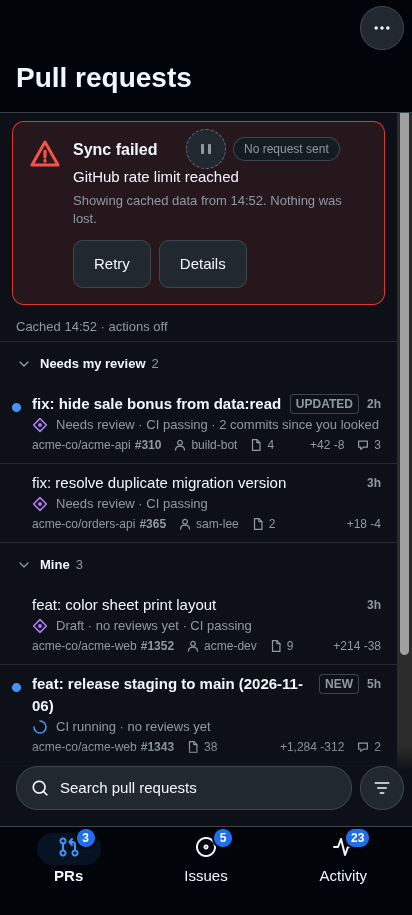 Pull requests
Sync failed
No request sent
GitHub rate limit reached
Showing cached data from 14:52. Nothing was
lost.
Retry
Details
Cached 14:52 · actions off
Needs my review 2
fix: hide sale bonus from data:read UPDATED 2h
Needs review · CI passing · 2 commits since you looked
acme-co/acme-api #310 build-bot 4 +42 -8 3
fix: resolve duplicate migration version 3h
Needs review · CI passing
acme-co/orders-api #365 sam-lee 2 +18 -4
Mine 3
feat: color sheet print layout 3h
Draft · no reviews yet · CI passing
acme-co/acme-web #1352 acme-dev 9 +214 -38
feat: release staging to main (2026-11- NEW 5h
06)
CI running · no reviews yet
acme-co/acme-web #1343 38 +1,284 -312 2
Search pull requests
3 5 23
PRs Issues Activity